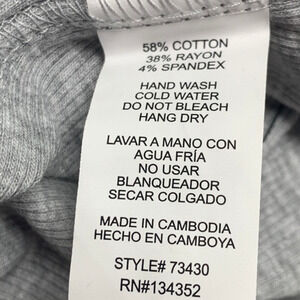 58% COTTON
38% RAYON
4% SPANDEX
HAND WASH
COLD WATER
DO NOT BLEACH
HANG DRY
LAVAR A MANO CON
AGUA FRÍA
NO USAR
BLANQUEADOR
SECAR COLGADO
MADE IN CAMBODIA
HECHO EN CAMBOYA
STYLE# 73430
RN#134352